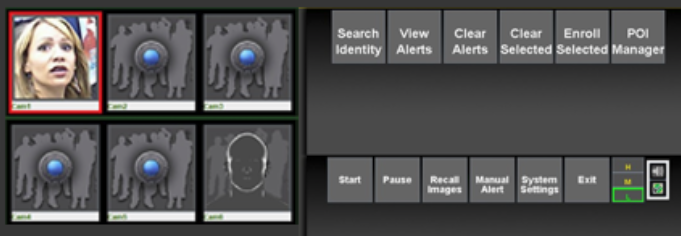 Cam1
Cam2
Cam3
Cam4
Cam5
Cam6
Search
Identity
View
Alerts
Clear
Alerts
Clear
Selected
Enroll
Selected
POI
Manager
Start
Pause
Recall
Images
Manual
Alert
System
Settings
Exit
H
M
L